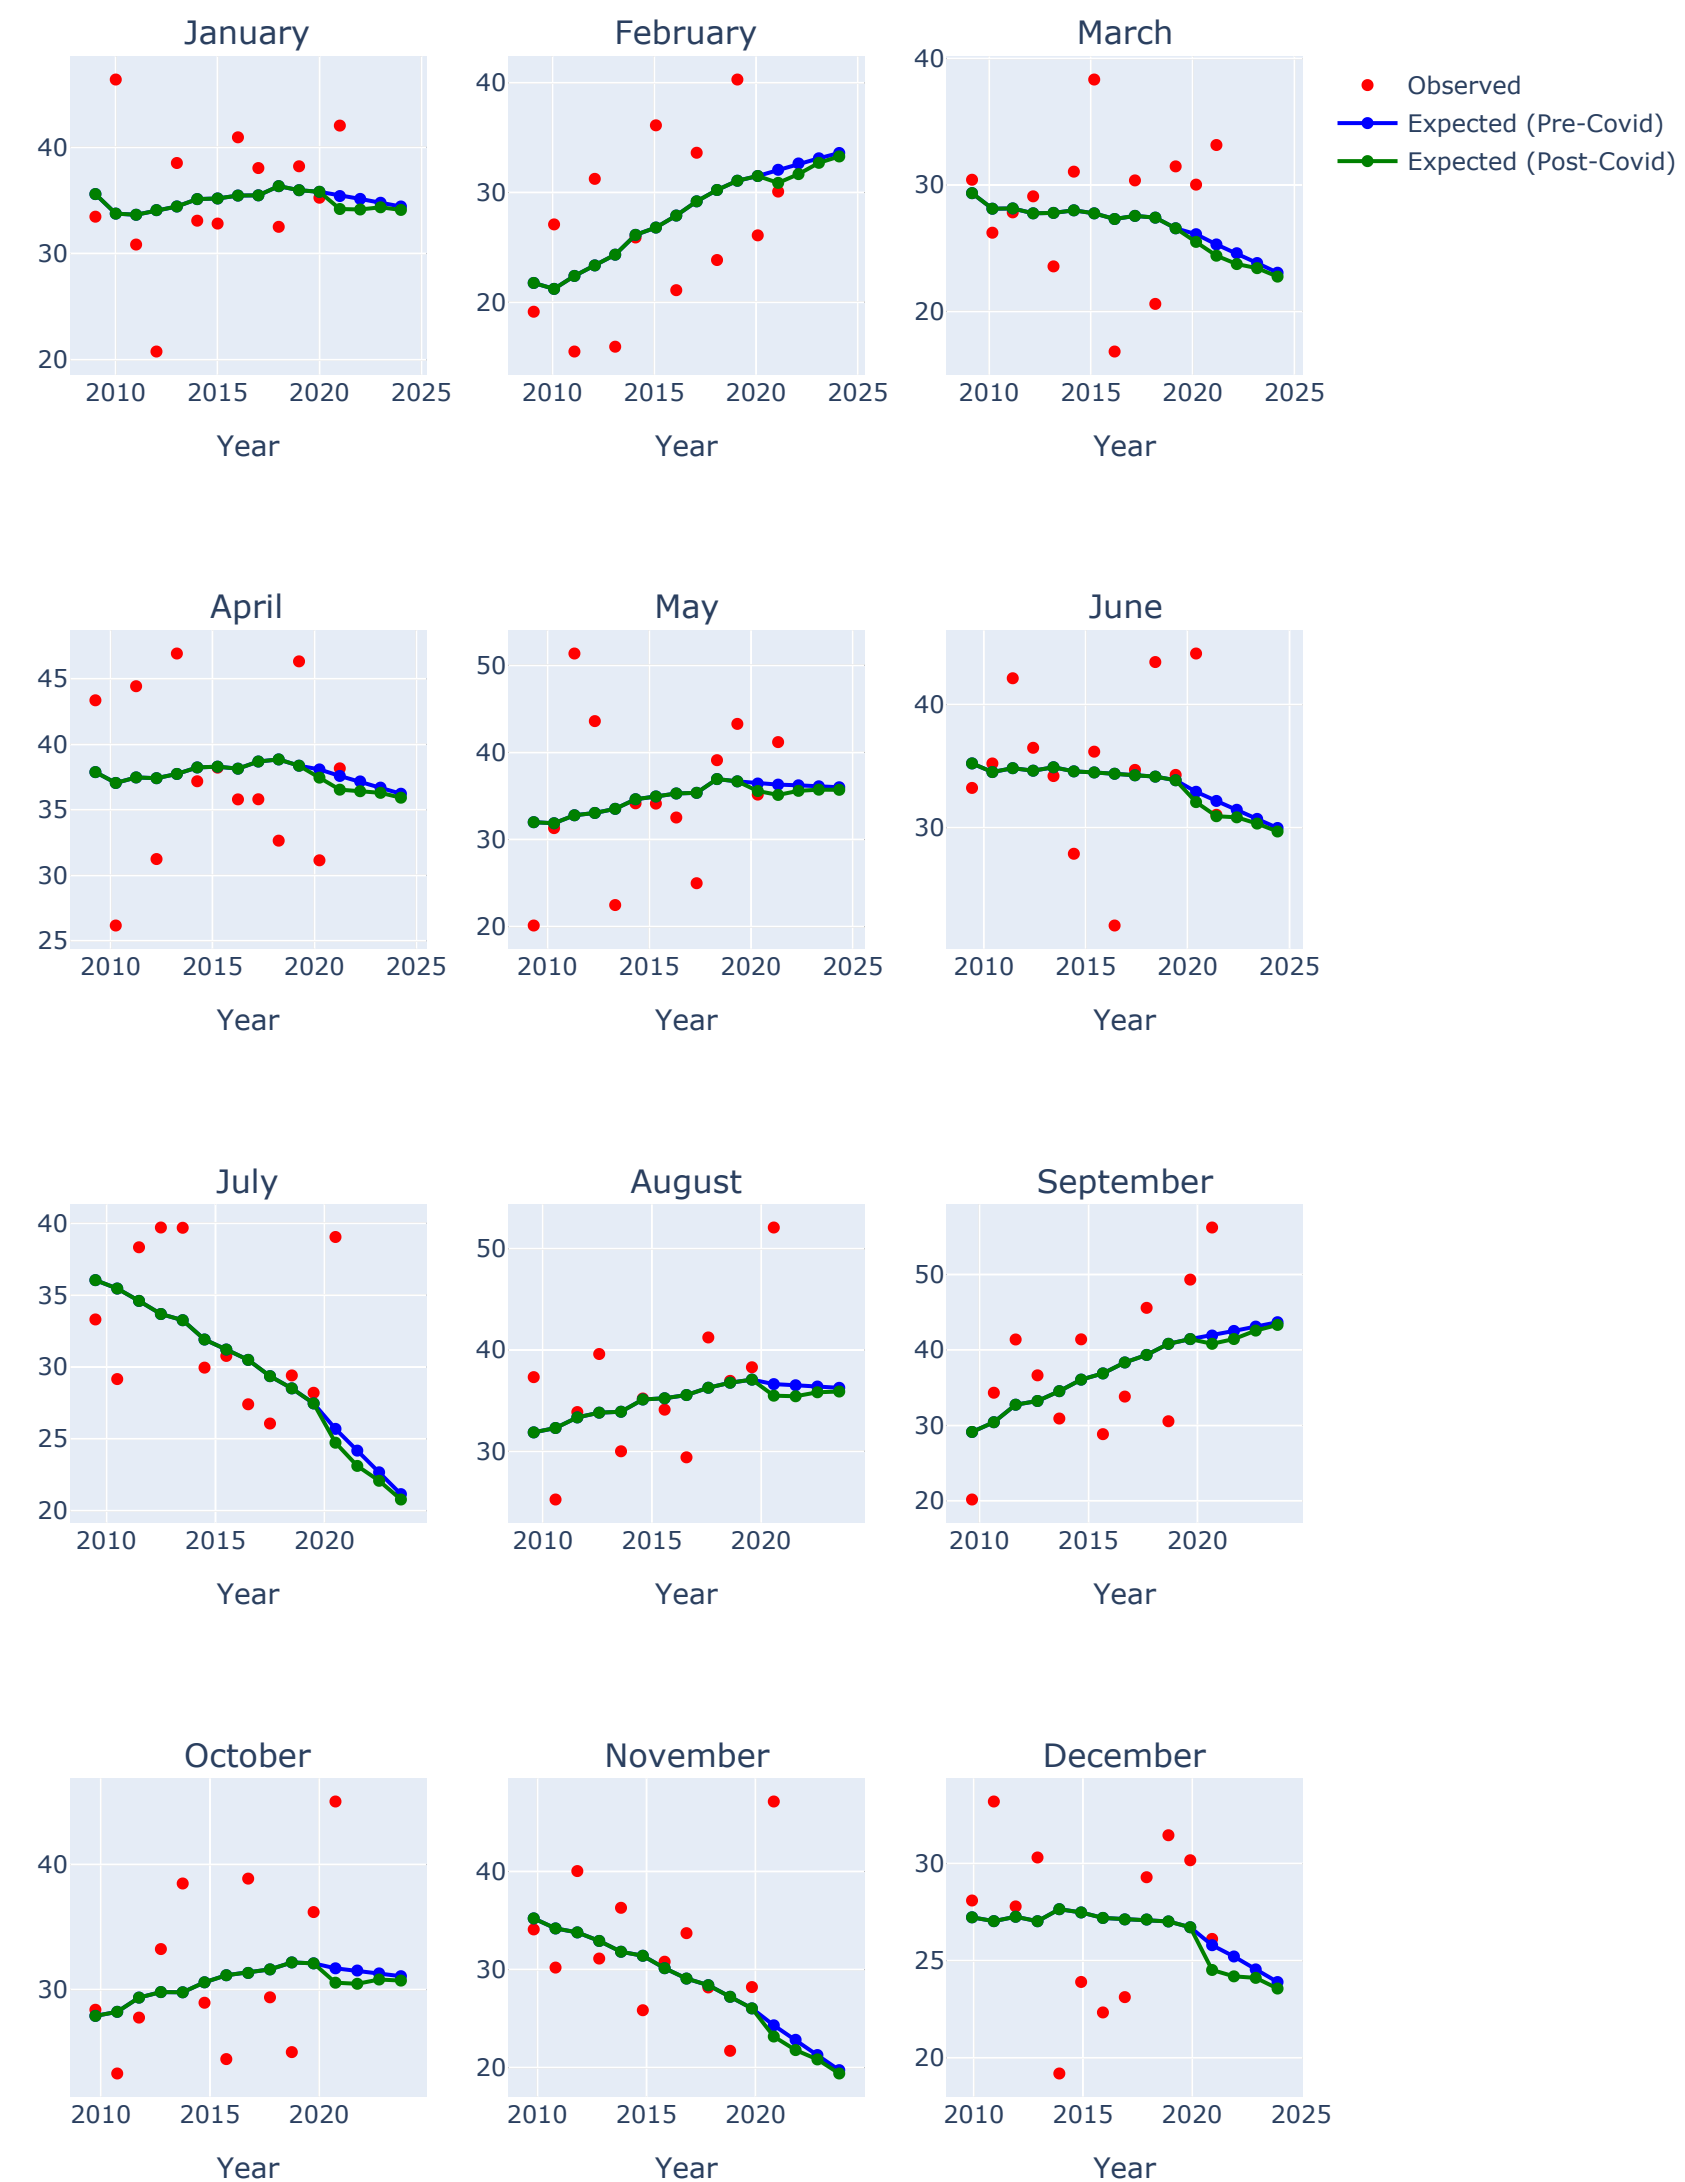 January February March
40
30
20
2010 2015 2020 2025
Year
40
30
20
2010 2015 2020 2025
Year
40
30
20
2010 2015 2020 2025
Year
Observed
Expected (Pre-Covid)
Expected (Post-Covid)
April May June
45
40
35
30
25
2010 2015 2020 2025
Year
50
40
30
20
2010 2015 2020 2025
Year
40
30
2010 2015 2020 2025
Year
July August September
40
35
30
25
20
2010 2015 2020
Year
50
40
30
2010 2015 2020
Year
50
40
30
20
2010 2015 2020
Year
October November December
40
30
2010 2015 2020
Year
40
30
20
2010 2015 2020
Year
30
25
20
2010 2015 2020 2025
Year